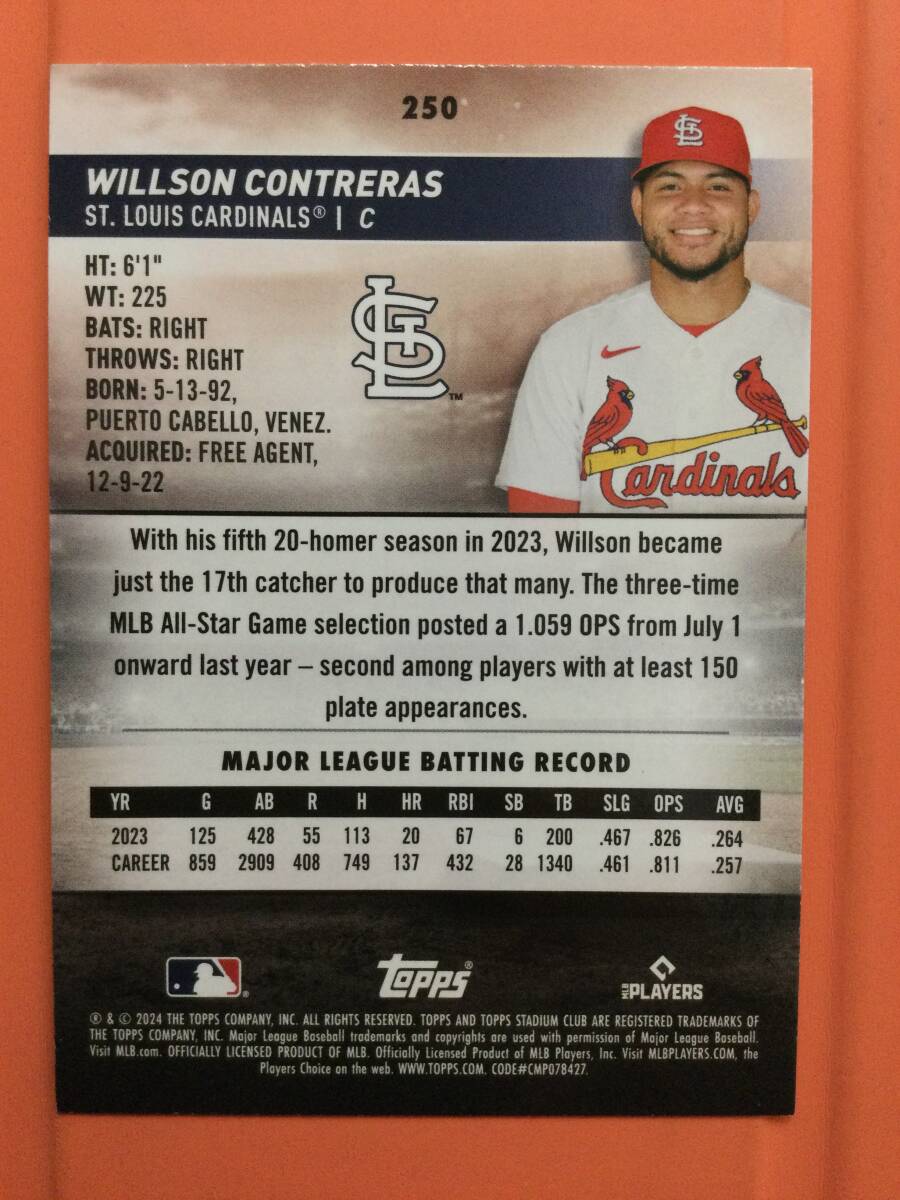 250
WILLSON CONTRERAS
ST. LOUIS CARDINALS® | C
HT: 6'1"
WT: 225
BATS: RIGHT
THROWS: RIGHT
BORN: 5-13-92,
PUERTO CABELLO, VENEZ.
ACQUIRED: FREE AGENT,
12-9-22
STL
TM
STL
Cardinals
With his fifth 20-homer season in 2023, Willson became
just the 17th catcher to produce that many. The three-time
MLB All-Star Game selection posted a 1.059 OPS from July 1
onward last year – second among players with at least 150
plate appearances.
MAJOR LEAGUE BATTING RECORD
YR G AB R H HR RBI SB TB SLG OPS AVG
2023 125 428 55 113 20 67 6 200 .467 .826 .264
CAREER 859 2909 408 749 137 432 28 1340 .461 .811 .257
® topps® MLB PLAYERS
® & © 2024 THE TOPPS COMPANY, INC. ALL RIGHTS RESERVED. TOPPS AND TOPPS STADIUM CLUB ARE REGISTERED TRADEMARKS OF
THE TOPPS COMPANY, INC. Major League Baseball trademarks and copyrights are used with permission of Major League Baseball.
Visit MLB.com. OFFICIALLY LICENSED PRODUCT OF MLB. Officially Licensed Product of MLB Players, Inc. Visit MLBPLAYERS.COM, the
Players Choice on the web. WWW.TOPPS.COM. CODE#CMP078427.